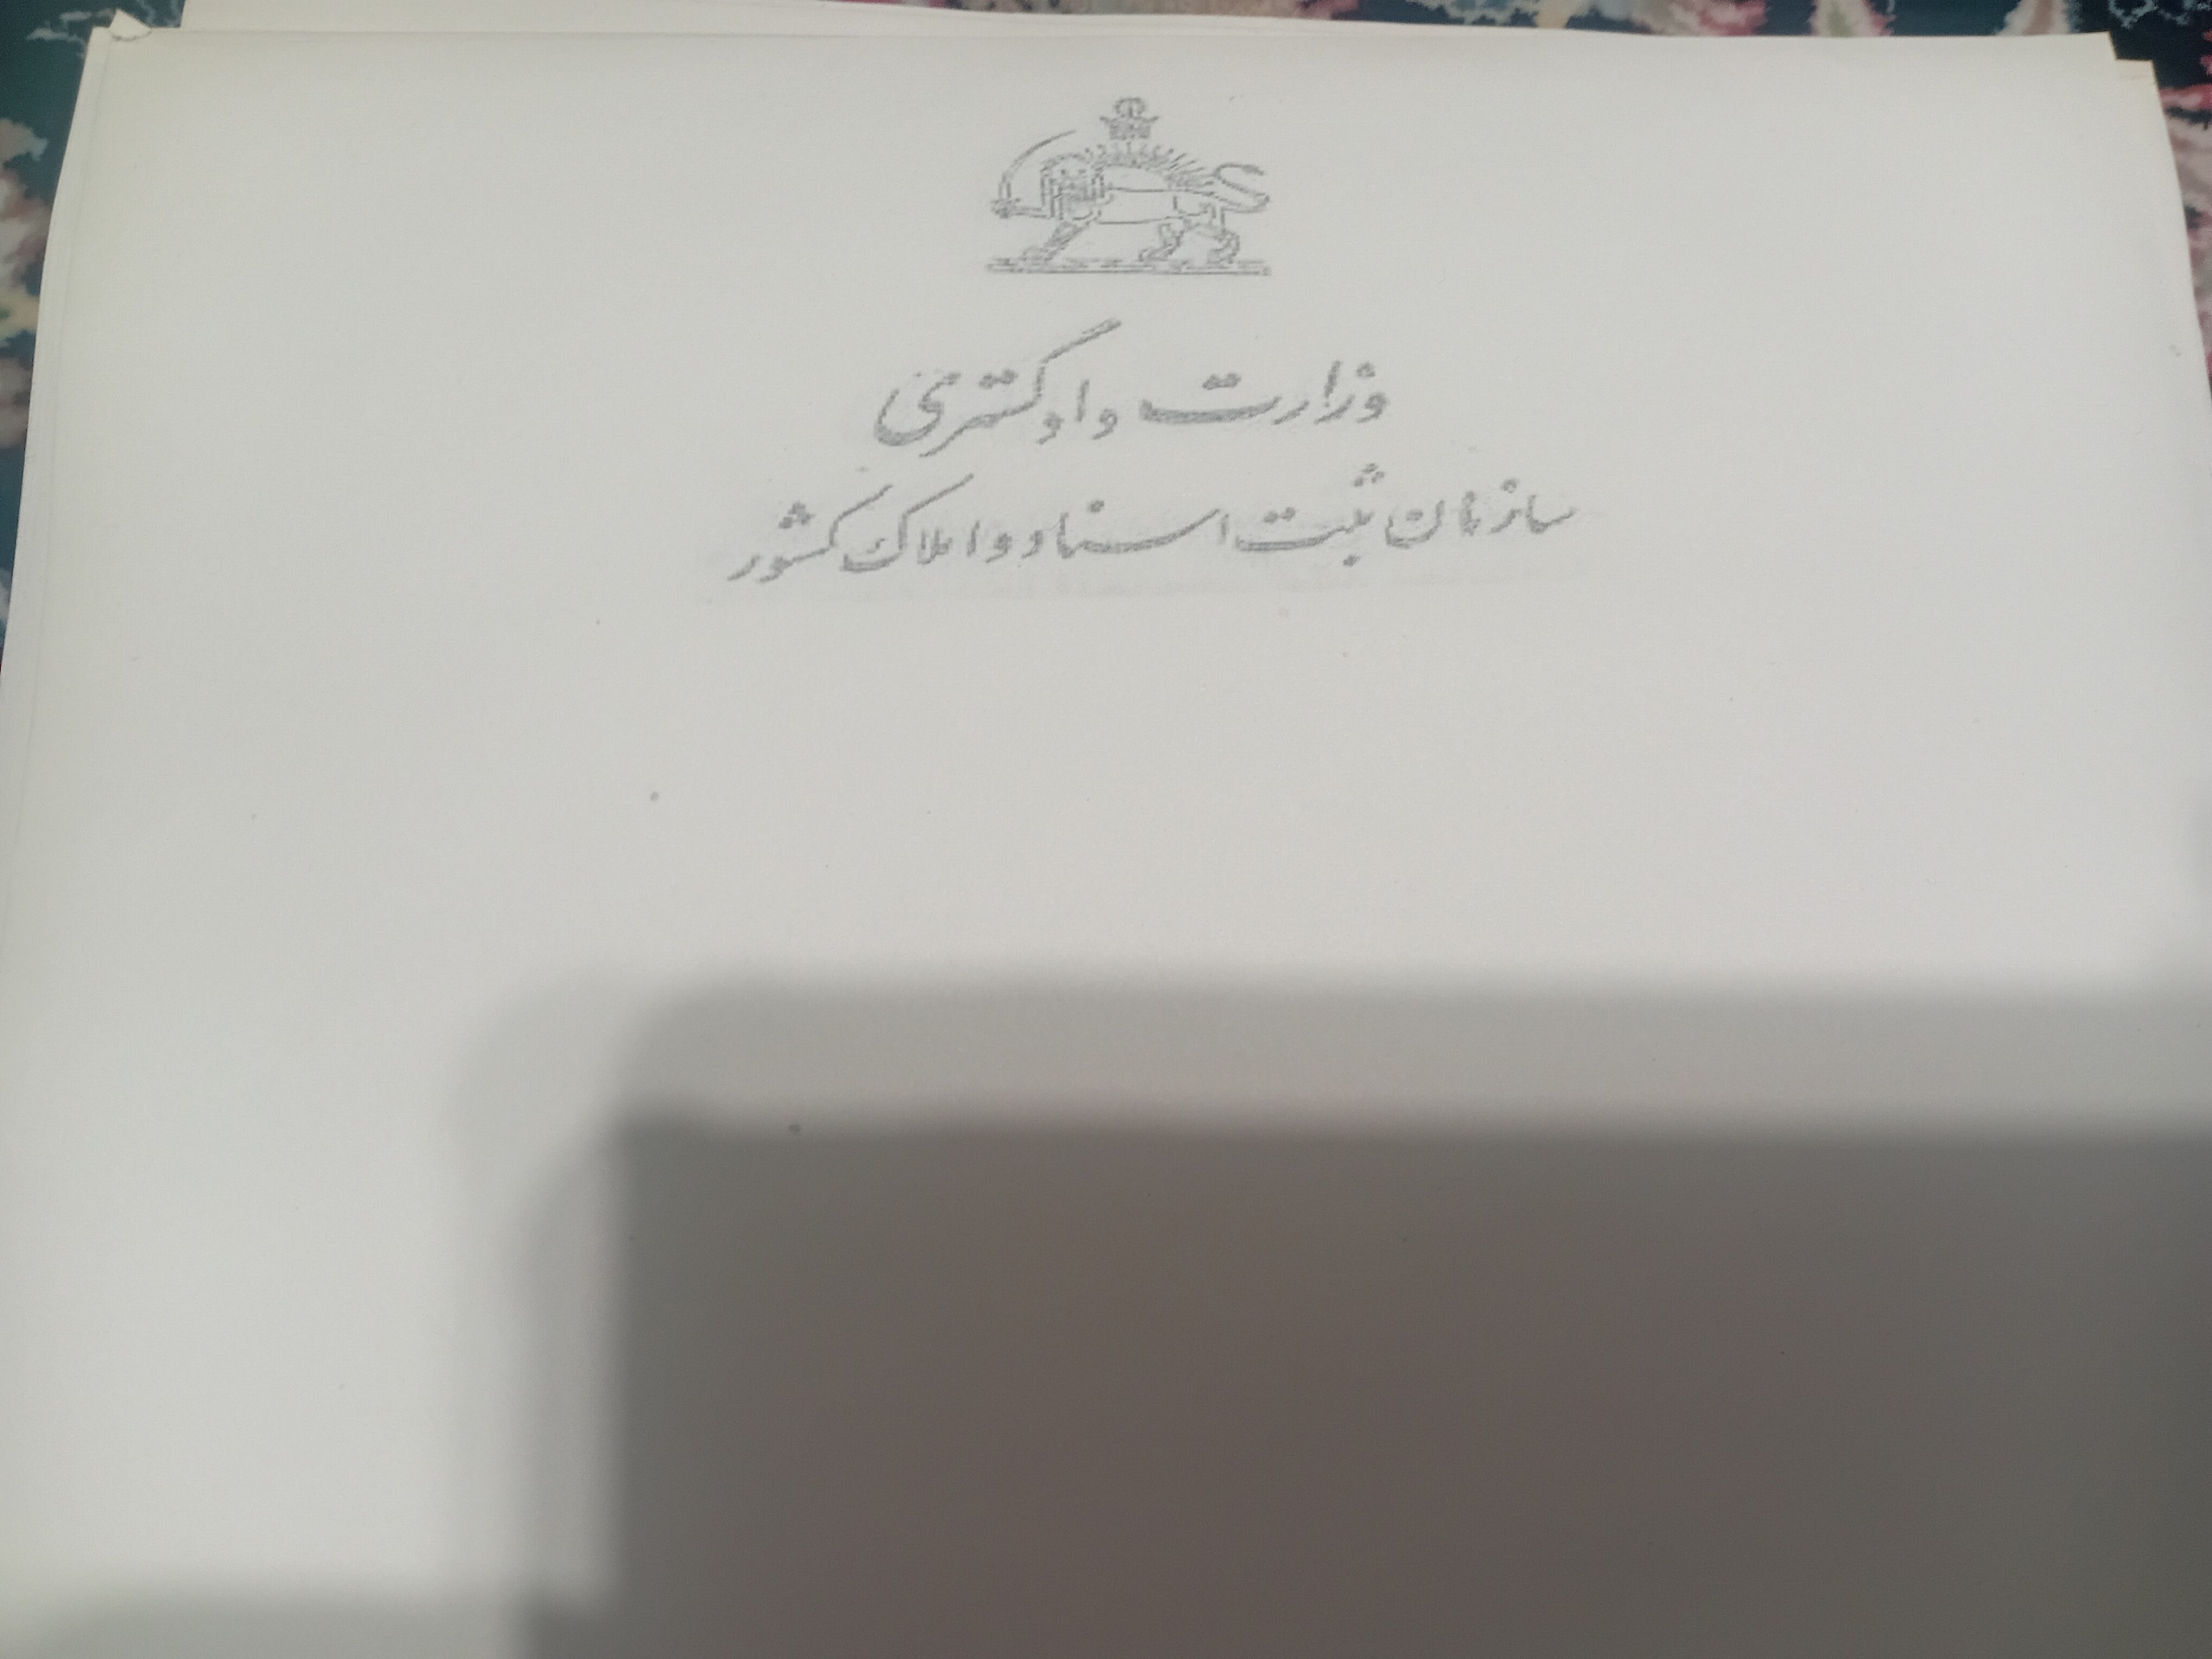 وزارت دادگستری
سازمان ثبت اسناد و املاک کشور